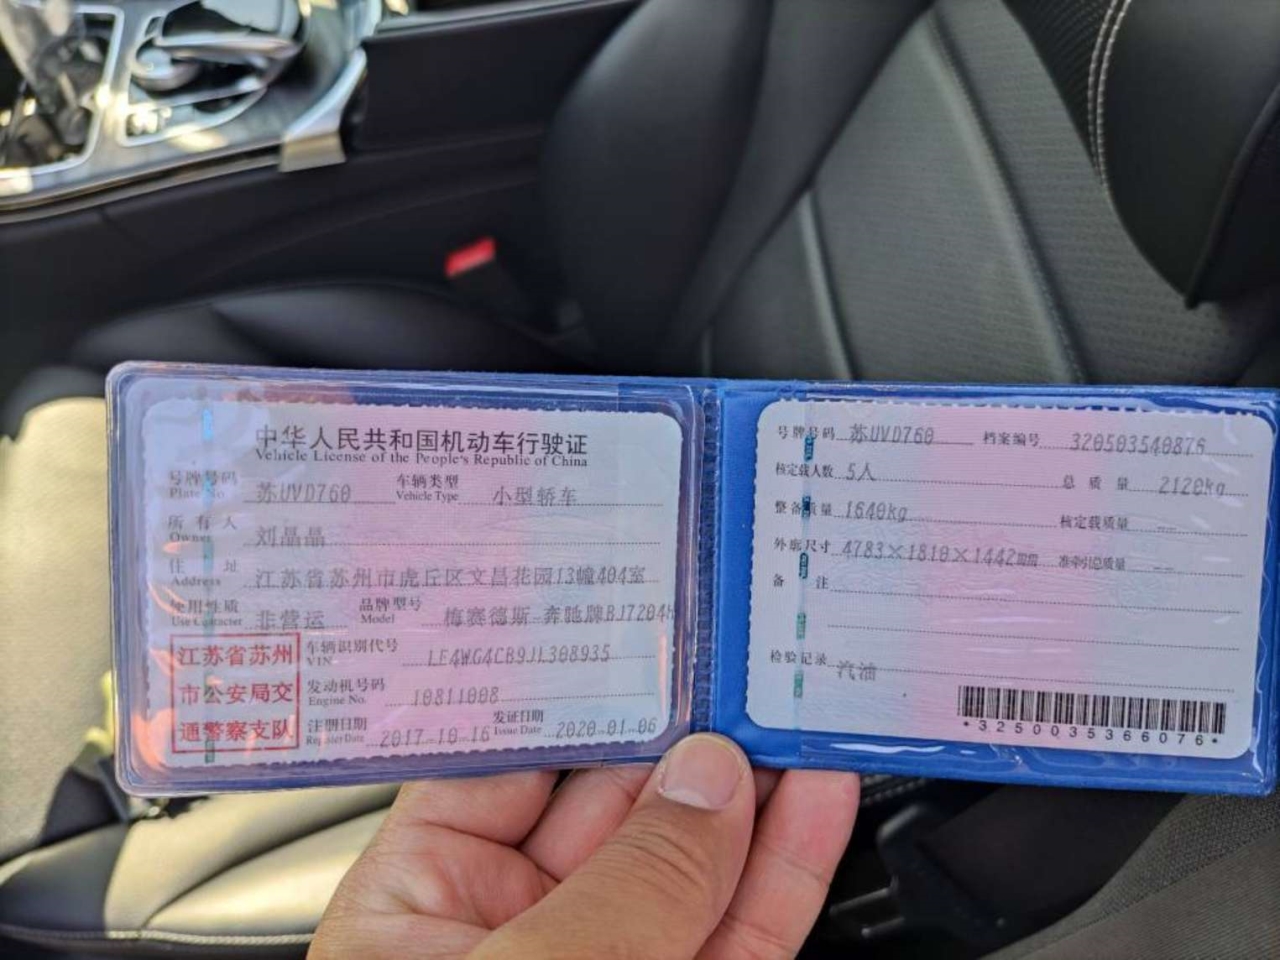 中华人民共和国机动车行驶证
Vehicle License of the People's Republic of China
号牌号码 苏UVD760 车辆类型 小型轿车
Plate No. Vehicle Type
所有人 刘晶晶
Owner
住址 江苏省苏州市虎丘区文昌花园13幢404室
Address
使用性质 非营运 品牌型号 梅赛德斯-奔驰牌BJ7204
Use Character Model
江苏省苏州
市公安局交
通警察支队
车辆识别代号 LE4WG4CB9JL308935
VIN
发动机号码 10811008
Engine No.
注册日期 2017-10-16 发证日期 2020-01-06
Register Date Issue Date
号牌号码 苏UVD760 档案编号 320503540876
核定载人数 5人 总质量 2120kg
整备质量 1640kg 核定载质量 --
外廓尺寸 4783×1810×1442mm 准牵引总质量 --
备注
检验记录 汽油
*3250035366076*